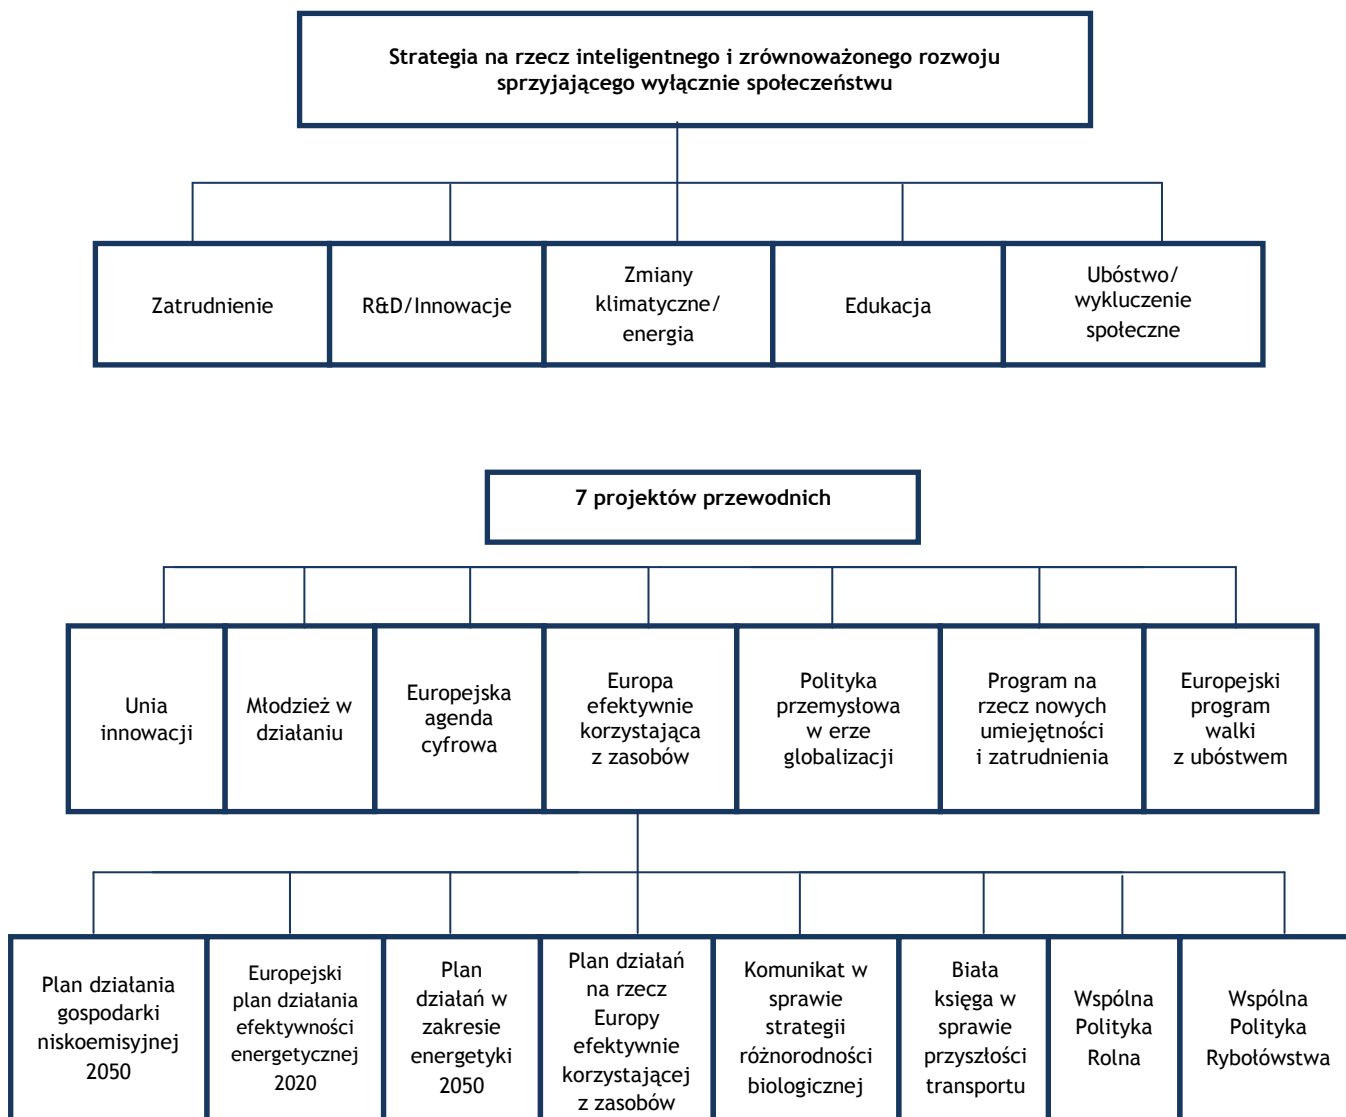 Strategia na rzecz inteligentnego i zrównoważonego rozwoju
sprzyjającego wyłącznie społeczeństwu
Zatrudnienie
R&D/Innowacje
Zmiany
klimatyczne/
energia
Edukacja
Ubóstwo/
wykluczenie
społeczne
7 projektów przewodnich
Unia
innowacji
Młodzież w
działaniu
Europejska
agenda
cyfrowa
Europa
efektywnie
korzystająca
z zasobów
Polityka
przemysłowa
w erze
globalizacji
Program na
rzecz nowych
umiejętności
i zatrudnienia
Europejski
program
walki
z ubóstwem
Plan działania
gospodarki
niskoemisyjnej
2050
Europejski
plan działania
efektywności
energetycznej
2020
Plan
działań w
zakresie
energetyki
2050
Plan działań
na rzecz
Europy
efektywnie
korzystającej
z zasobów
Komunikat w
sprawie
strategii
różnorodności
biologicznej
Biała
księga w
sprawie
przyszłości
transportu
Wspólna
Polityka
Rolna
Wspólna
Polityka
Rybołówstwa